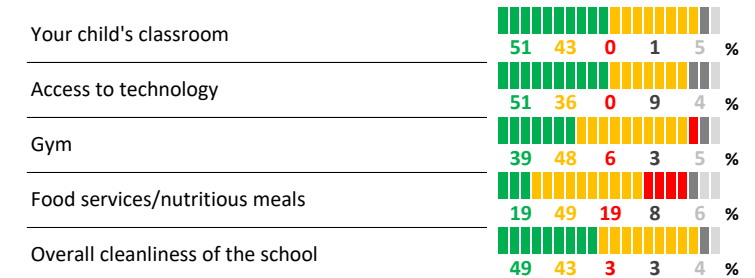 Your child's classroom
51 43 0 1 5 %
Access to technology
51 36 0 9 4 %
Gym
39 48 6 3 5 %
Food services/nutritious meals
19 49 19 8 6 %
Overall cleanliness of the school
49 43 3 3 4 %